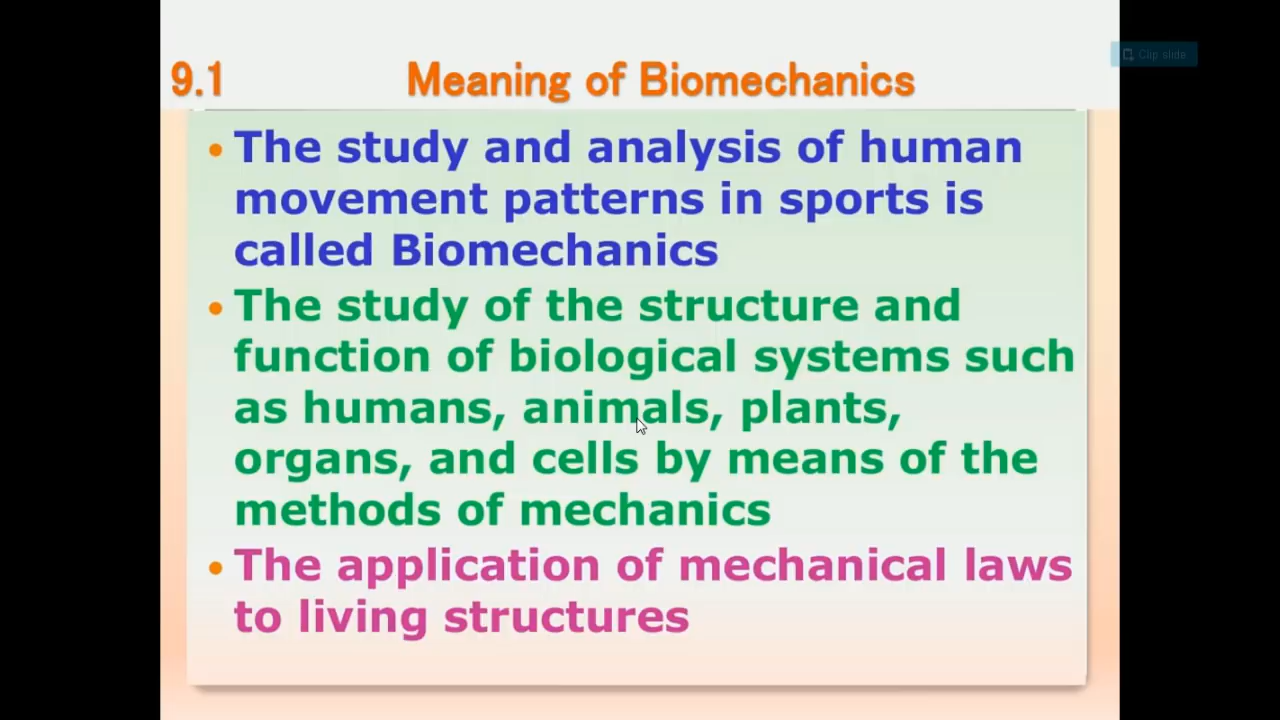 Clip slide
9.1 Meaning of Biomechanics
• The study and analysis of human
movement patterns in sports is
called Biomechanics
• The study of the structure and
function of biological systems such
as humans, animals, plants,
organs, and cells by means of the
methods of mechanics
• The application of mechanical laws
to living structures